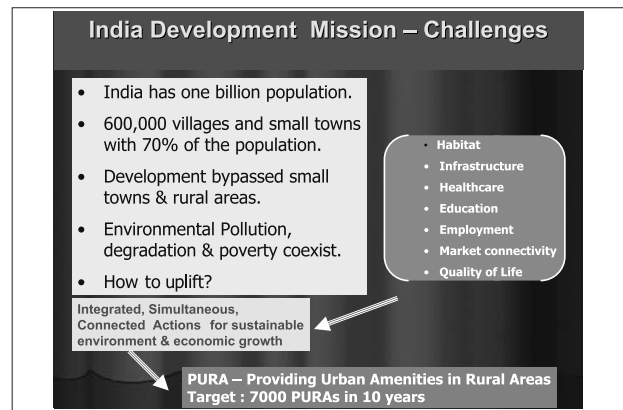 India Development Mission – Challenges
• India has one billion population.
• 600,000 villages and small towns
with 70% of the population.
• Development bypassed small
towns & rural areas.
• Environmental Pollution,
degradation & poverty coexist.
• How to uplift?
• Habitat
• Infrastructure
• Healthcare
• Education
• Employment
• Market connectivity
• Quality of Life
Integrated, Simultaneous,
Connected Actions for sustainable
environment & economic growth
PURA – Providing Urban Amenities in Rural Areas
Target : 7000 PURAs in 10 years